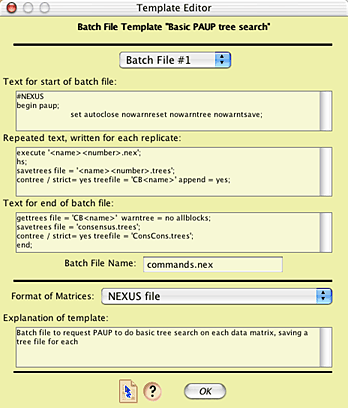 Template Editor
Batch File Template "Basic PAUP tree search"
Batch File #1
Text for start of batch file:
#NEXUS
begin paup;
set autoclose nowarnreset nowarntree nowarntsave;
Repeated text, written for each replicate:
execute '<name><number>.nex';
hs;
savetrees file = '<name><number>.trees';
contree / strict= yes treefile = 'CB<name>' append = yes;
Text for end of batch file:
gettrees file = 'CB<name>' warntree = no allblocks;
savetrees file = 'consensus.trees';
contree / strict= yes treefile = 'ConsCons.trees';
end;
Batch File Name: commands.nex
Format of Matrices: NEXUS file
Explanation of template:
Batch file to request PAUP to do basic tree search on each data matrix, saving a
tree file for each
? OK